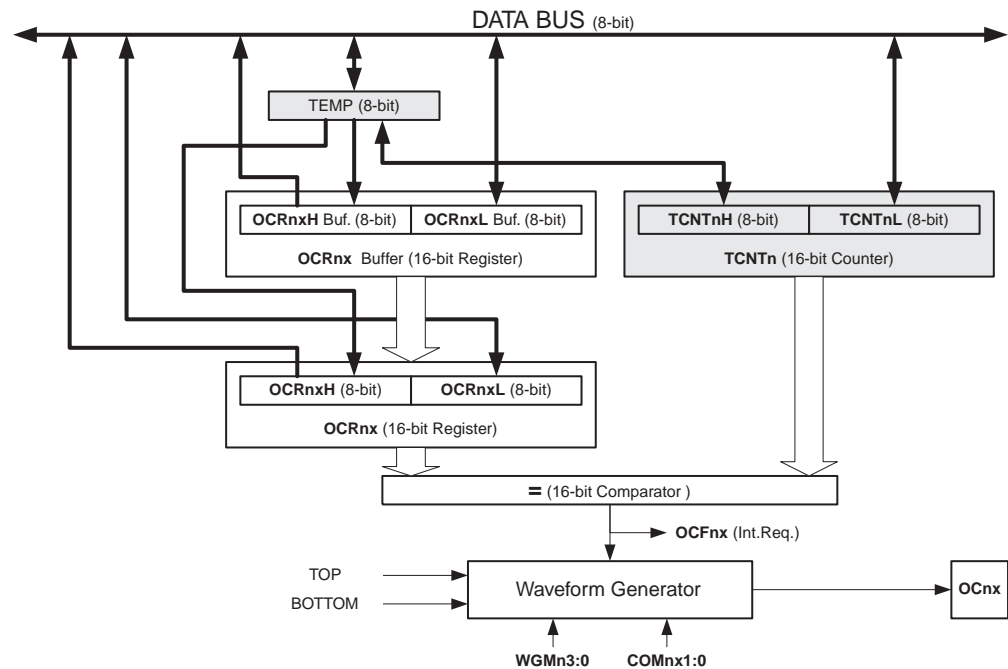 DATA BUS (8-bit)
TEMP (8-bit)
OCRnxH Buf. (8-bit) OCRnxL Buf. (8-bit)
OCRnx Buffer (16-bit Register)
TCNTnH (8-bit) TCNTnL (8-bit)
TCNTn (16-bit Counter)
OCRnxH (8-bit) OCRnxL (8-bit)
OCRnx (16-bit Register)
= (16-bit Comparator )
OCFnx (Int.Req.)
TOP
BOTTOM
Waveform Generator
OCnx
WGMn3:0 COMnx1:0